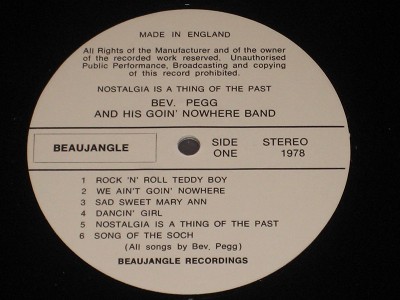 MADE IN ENGLAND
All Rights of the Manufacturer and of the owner
of the recorded work reserved. Unauthorised
Public Performance, Broadcasting and copying
of this record prohibited.
NOSTALGIA IS A THING OF THE PAST
BEV. PEGG
AND HIS GOIN' NOWHERE BAND
BEAUJANGLE
SIDE ONE
STEREO 1978
1 ROCK 'N' ROLL TEDDY BOY
2 WE AIN'T GOIN' NOWHERE
3 SAD SWEET MARY ANN
4 DANCIN' GIRL
5 NOSTALGIA IS A THING OF THE PAST
6 SONG OF THE SOCH
(All songs by Bev, Pegg)
BEAUJANGLE RECORDINGS